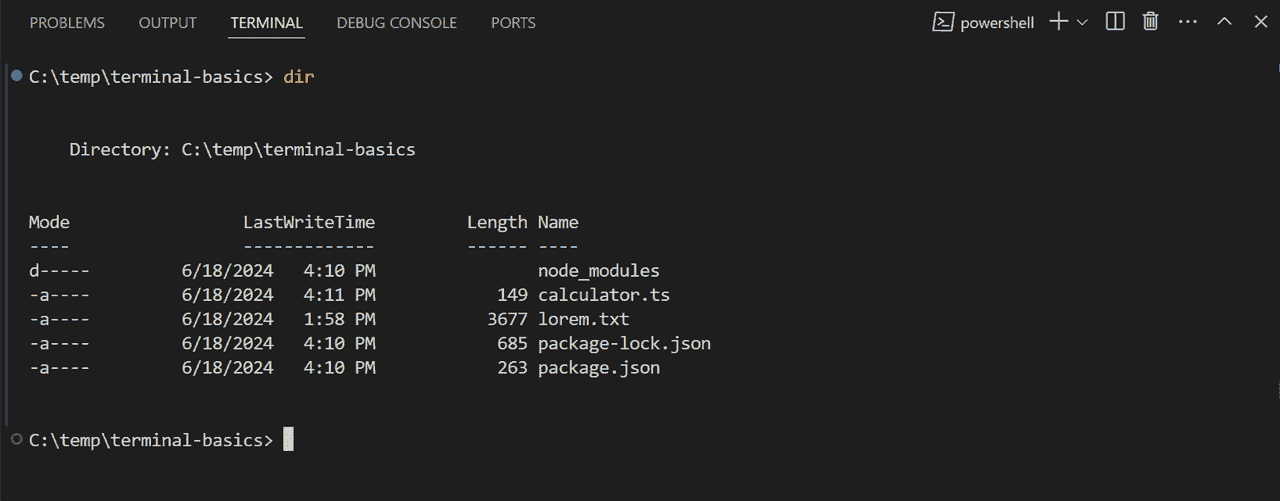 PROBLEMS OUTPUT TERMINAL DEBUG CONSOLE PORTS powershell
C:\temp\terminal-basics> dir
Directory: C:\temp\terminal-basics
Mode LastWriteTime Length Name
---- ------------- ------ ----
d----- 6/18/2024 4:10 PM node_modules
-a---- 6/18/2024 4:11 PM 149 calculator.ts
-a---- 6/18/2024 1:58 PM 3677 lorem.txt
-a---- 6/18/2024 4:10 PM 685 package-lock.json
-a---- 6/18/2024 4:10 PM 263 package.json
C:\temp\terminal-basics>